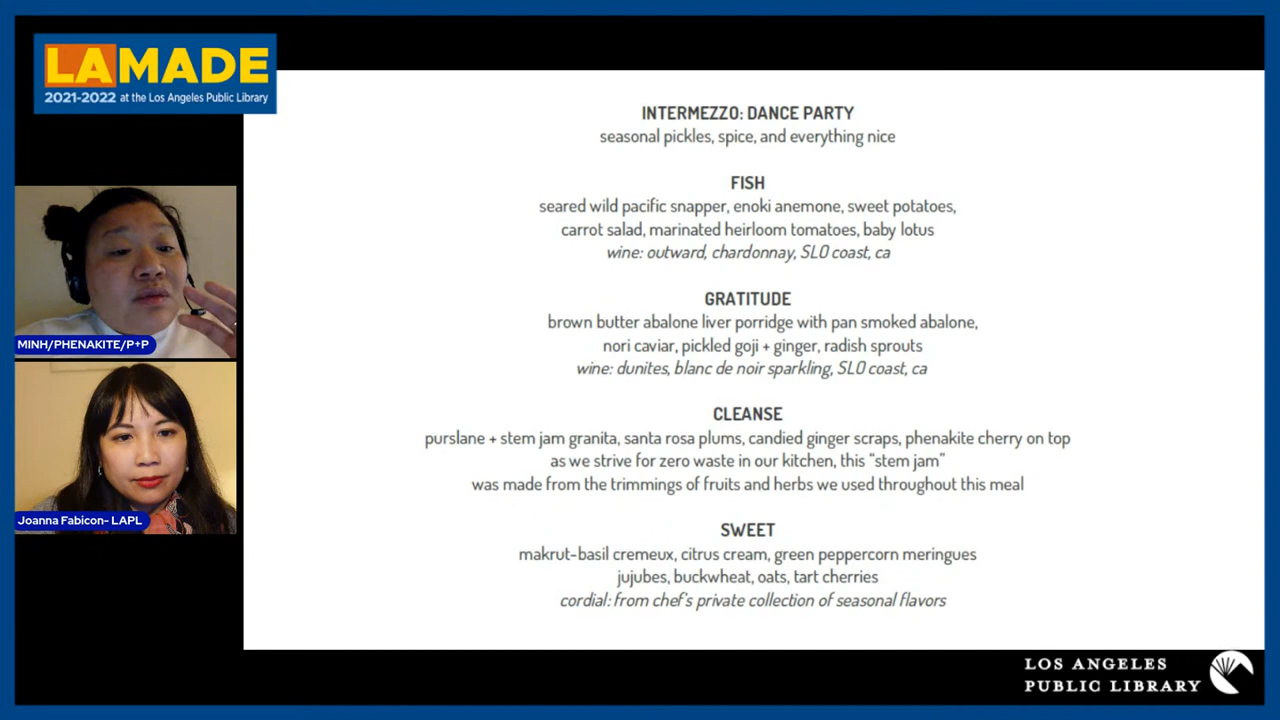 LAMADE
2021-2022 at the Los Angeles Public Library
INTERMEZZO: DANCE PARTY
seasonal pickles, spice, and everything nice
FISH
seared wild pacific snapper, enoki anemone, sweet potatoes,
carrot salad, marinated heirloom tomatoes, baby lotus
wine: outward, chardonnay, SLO coast, ca
GRATITUDE
brown butter abalone liver porridge with pan smoked abalone,
nori caviar, pickled goji + ginger, radish sprouts
wine: dunites, blanc de noir sparkling, SLO coast, ca
CLEANSE
purslane + stem jam granita, santa rosa plums, candied ginger scraps, phenakite cherry on top
as we strive for zero waste in our kitchen, this “stem jam”
was made from the trimmings of fruits and herbs we used throughout this meal
SWEET
makrut-basil cremeux, citrus cream, green peppercorn meringues
jujubes, buckwheat, oats, tart cherries
cordial: from chef's private collection of seasonal flavors
MINH/PHENAKITE/P+P
Joanna Fabicon- LAPL
LOS ANGELES
PUBLIC LIBRARY